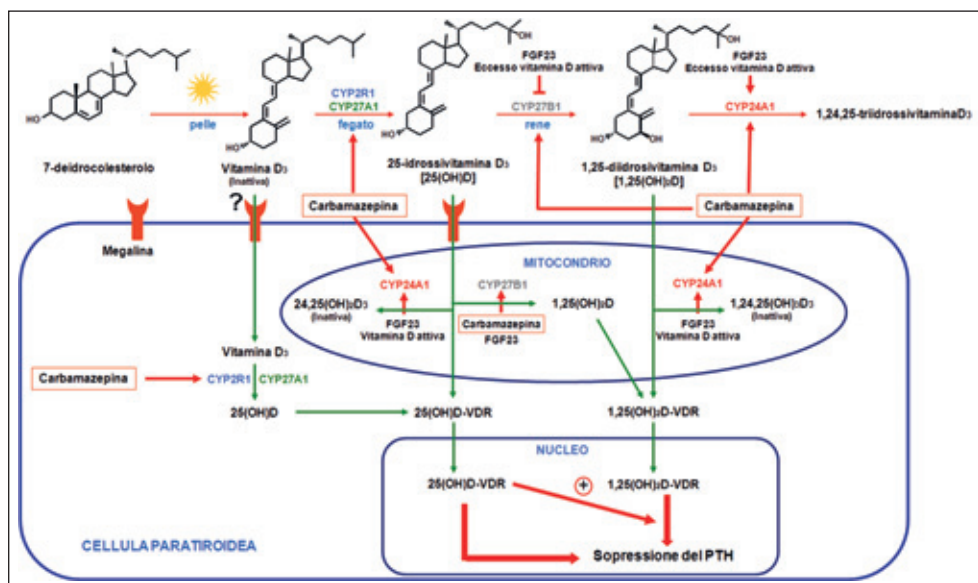 OH
OH
FGF23
Eccesso vitamina D attiva
FGF23
Eccesso vitamina D attiva
HO
pelle
CYP2R1
CYP27A1
fegato
CYP27B1
rene
CYP24A1
1,24,25-triidrossivitaminaD3
HO
HO
HO
OH
7-deidrocolesterolo
Vitamina D3
(Inattiva)
25-idrossivitamina D3
[25(OH)D]
1,25-diidrosivitamina D3
[1,25(OH)2D]
?
Carbamazepina
Carbamazepina
Megalina
MITOCONDRIO
CYP24A1
CYP27B1
CYP24A1
24,25(OH)2D3
(Inattiva)
1,25(OH)2D
1,24,25(OH)3D3
(Inattiva)
FGF23
Vitamina D attiva
Carbamazepina
FGF23
FGF23
Vitamina D attiva
Vitamina D3
Carbamazepina
CYP2R1
CYP27A1
25(OH)D
25(OH)D-VDR
1,25(OH)2D-VDR
NUCLEO
25(OH)D-VDR
+
1,25(OH)2D-VDR
CELLULA PARATIROIDEA
Sopressione del PTH